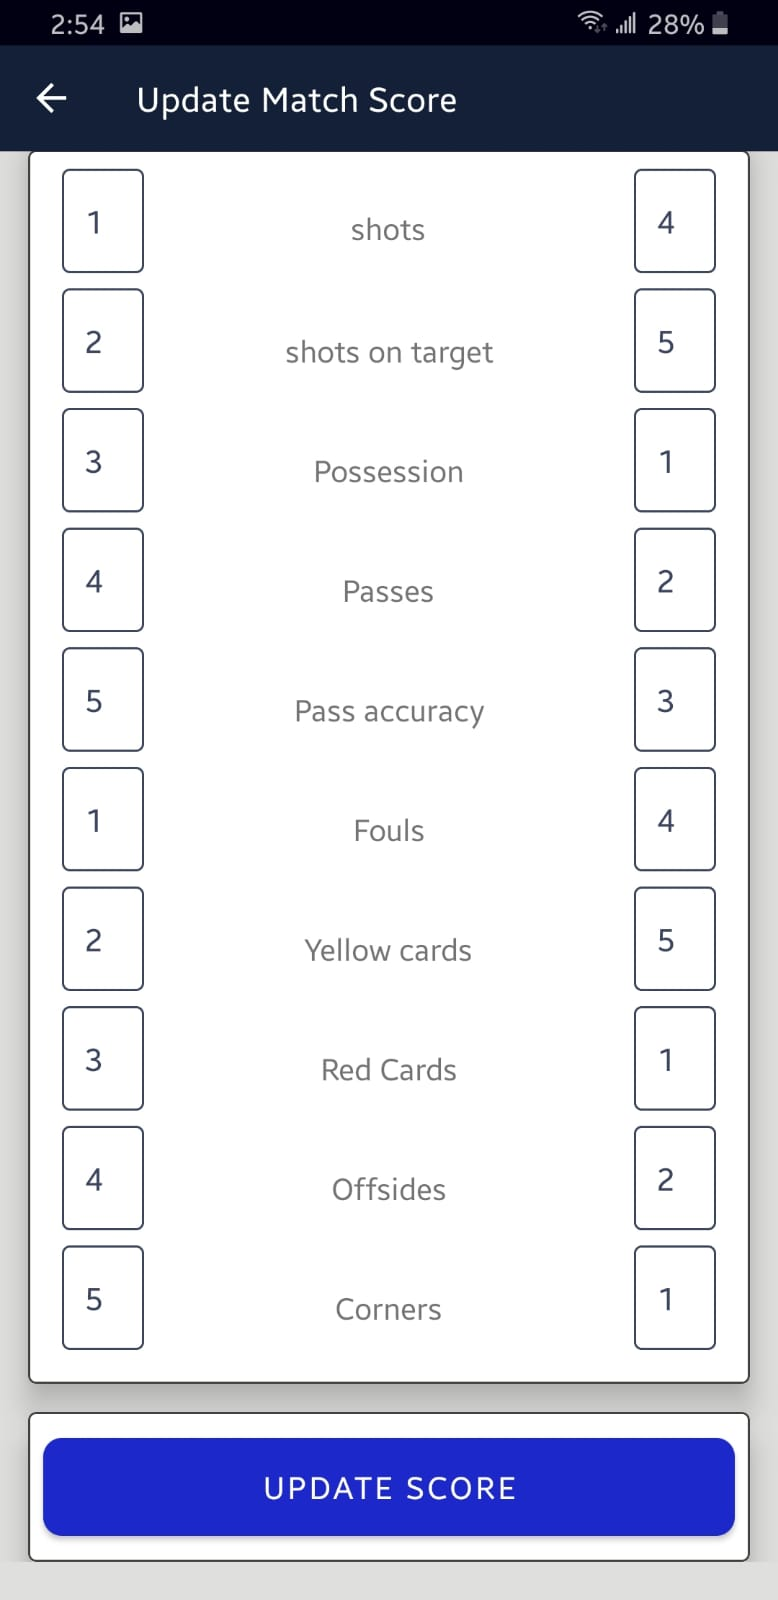 2:54 28%
Update Match Score
1 shots 4
2 shots on target 5
3 Possession 1
4 Passes 2
5 Pass accuracy 3
1 Fouls 4
2 Yellow cards 5
3 Red Cards 1
4 Offsides 2
5 Corners 1
UPDATE SCORE